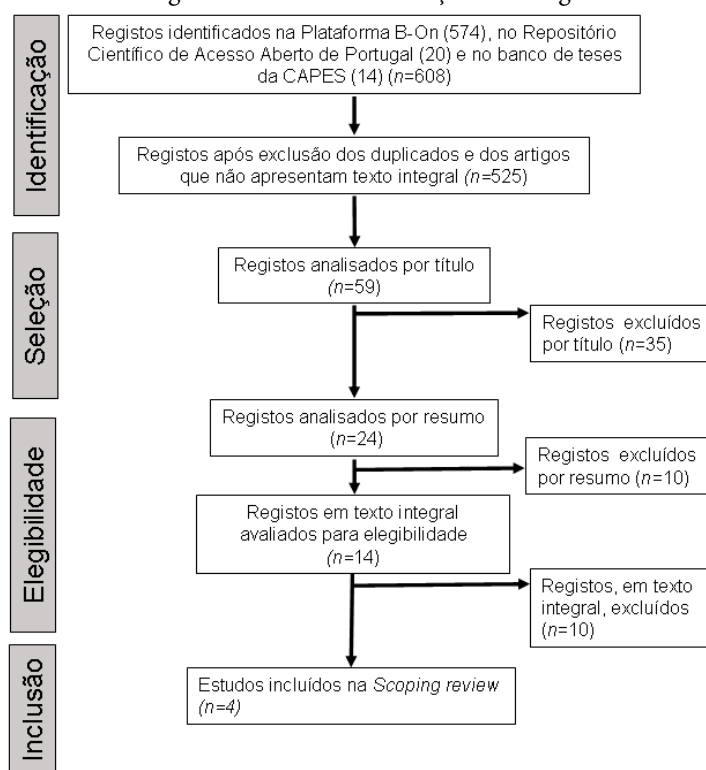 Identificação
Registos identificados na Plataforma B-On (574), no Repositório
Científico de Acesso Aberto de Portugal (20) e no banco de teses
da CAPES (14) (n=608)
Registos após exclusão dos duplicados e dos artigos
que não apresentam texto integral (n=525)
Seleção
Registos analisados por título
(n=59)
Registos excluídos
por título (n=35)
Registos analisados por resumo
(n=24)
Elegibilidade
Registos excluídos
por resumo (n=10)
Registos em texto integral
avaliados para elegibilidade
(n=14)
Registos, em texto
integral, excluídos
(n=10)
Inclusão
Estudos incluídos na Scoping review
(n=4)